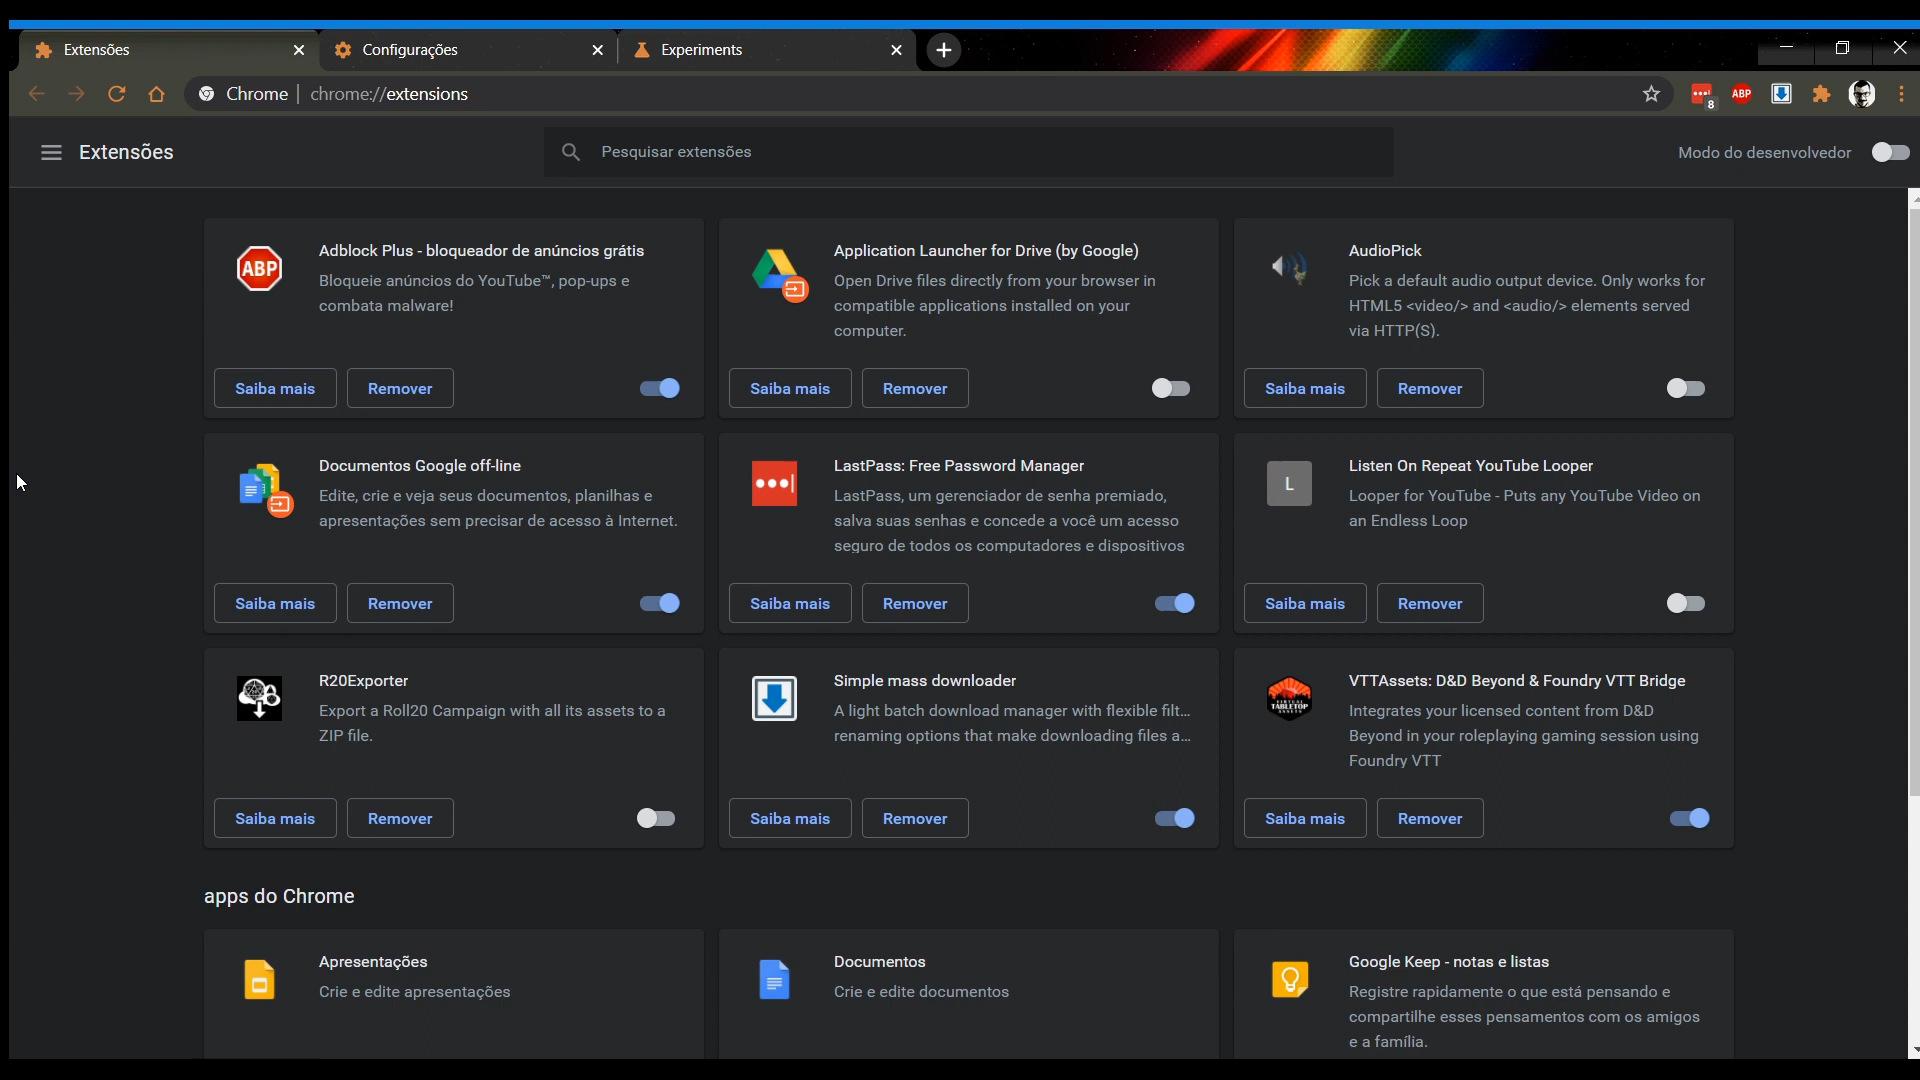 Extensões
Configurações
Experiments
Chrome
chrome://extensions
8
ABP
Extensões
Pesquisar extensões
Modo do desenvolvedor
ABP
Adblock Plus - bloqueador de anúncios grátis
Bloqueie anúncios do YouTube™, pop-ups e
combata malware!
Saiba mais
Remover
Application Launcher for Drive (by Google)
Open Drive files directly from your browser in
compatible applications installed on your
computer.
Saiba mais
Remover
AudioPick
Pick a default audio output device. Only works for
HTML5 <video/> and <audio/> elements served
via HTTP(S).
Saiba mais
Remover
Documentos Google off-line
Edite, crie e veja seus documentos, planilhas e
apresentações sem precisar de acesso à Internet.
Saiba mais
Remover
LastPass: Free Password Manager
LastPass, um gerenciador de senha premiado,
salva suas senhas e concede a você um acesso
seguro de todos os computadores e dispositivos
Saiba mais
Remover
L
Listen On Repeat YouTube Looper
Looper for YouTube - Puts any YouTube Video on
an Endless Loop
Saiba mais
Remover
R20Exporter
Export a Roll20 Campaign with all its assets to a
ZIP file.
Saiba mais
Remover
Simple mass downloader
A light batch download manager with flexible filt...
renaming options that make downloading files a...
Saiba mais
Remover
VIRTUAL
TABLETOP
ASSETS
VTTAssets: D&D Beyond & Foundry VTT Bridge
Integrates your licensed content from D&D
Beyond in your roleplaying gaming session using
Foundry VTT
Saiba mais
Remover
apps do Chrome
Apresentações
Crie e edite apresentações
Documentos
Crie e edite documentos
Google Keep - notas e listas
Registre rapidamente o que está pensando e
compartilhe esses pensamentos com os amigos
e a família.